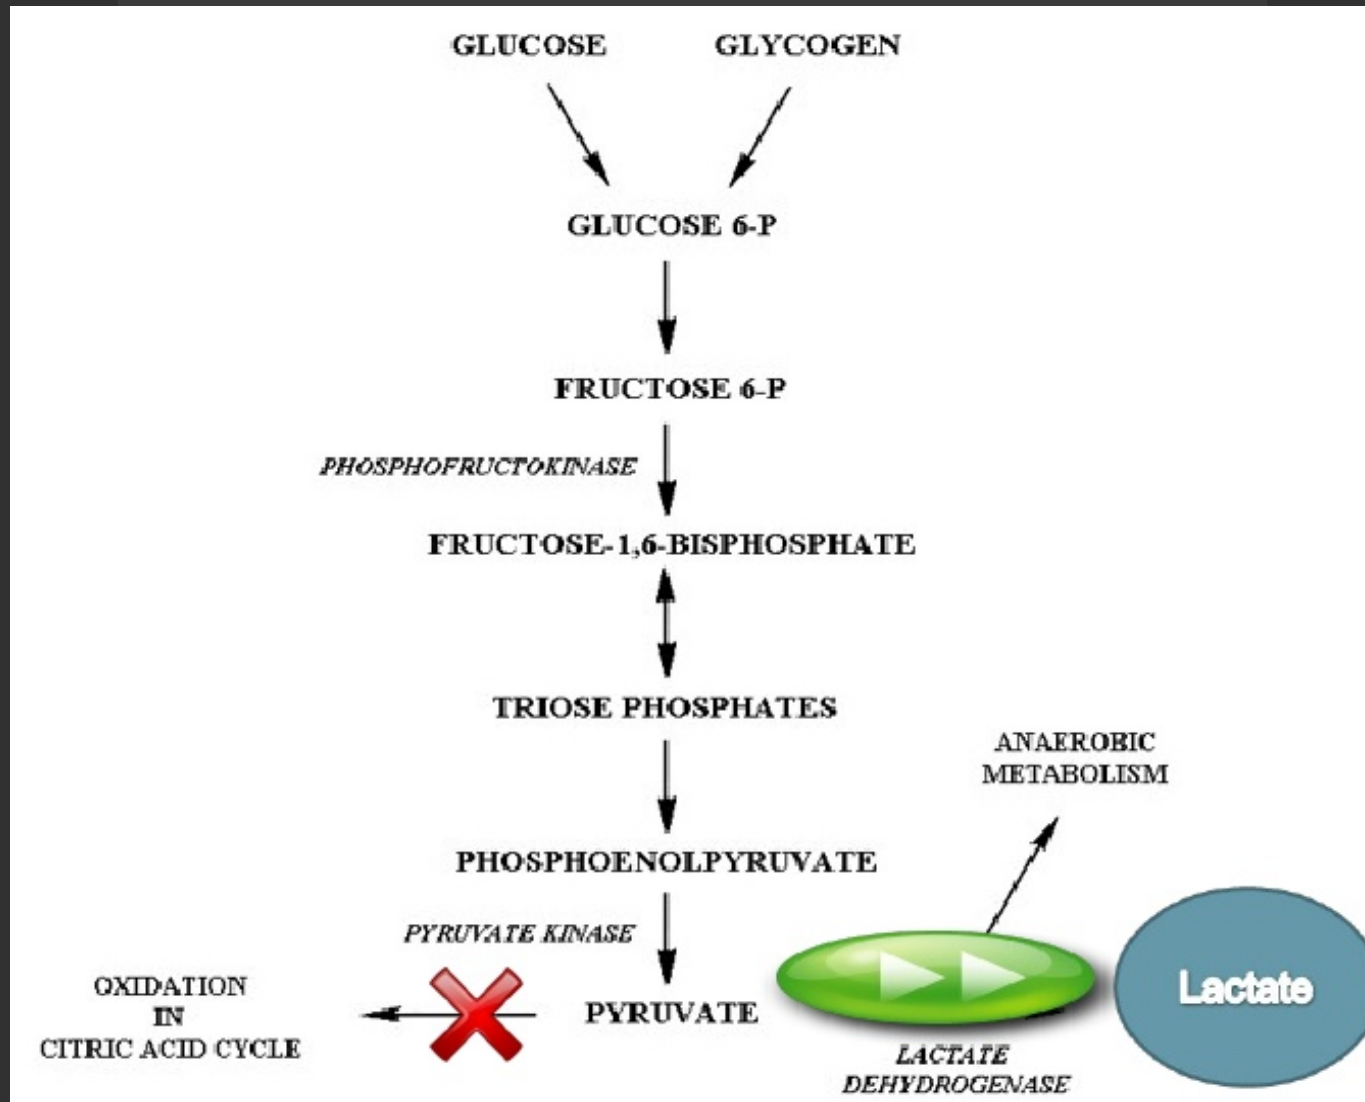 GLUCOSE GLYCOGEN
GLUCOSE 6-P
FRUCTOSE 6-P
PHOSPHOFRUCTOKINASE
FRUCTOSE-1,6-BISPHOSPHATE
TRIOSE PHOSPHATES
ANAEROBIC
METABOLISM
PHOSPHOENOLPYRUVATE
PYRUVATE KINASE
OXIDATION
IN
CITRIC ACID CYCLE
PYRUVATE
Lactate
LACTATE
DEHYDROGENASE